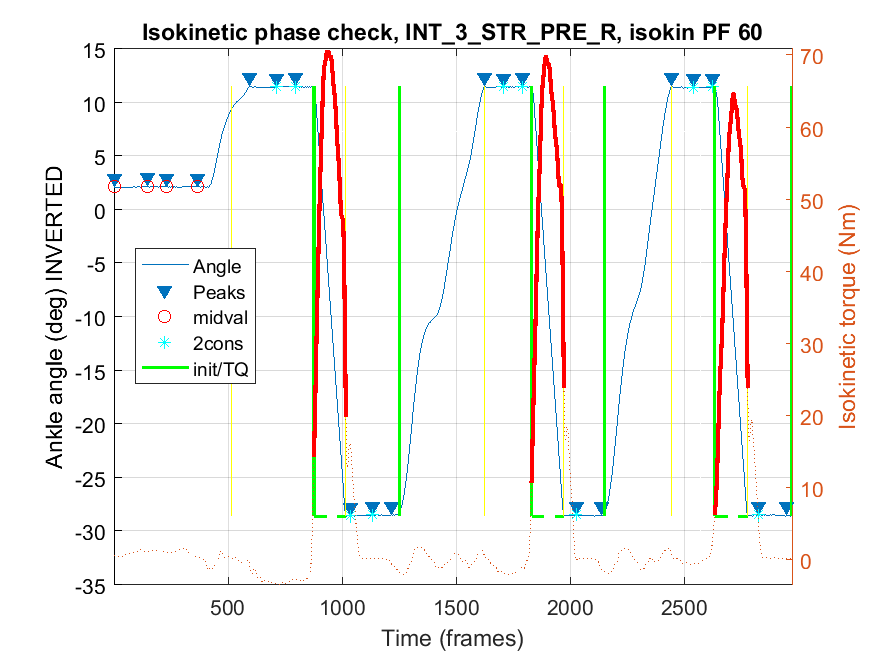 Isokinetic phase check, INT_3_STR_PRE_R, isokin PF 60
Ankle angle (deg) INVERTED
15
10
5
0
-5
-10
-15
-20
-25
-30
-35
Angle
Peaks
midval
2cons
init/TQ
70
60
50
40
30
20
10
0
Isokinetic torque (Nm)
500
1000
1500
2000
2500
Time (frames)